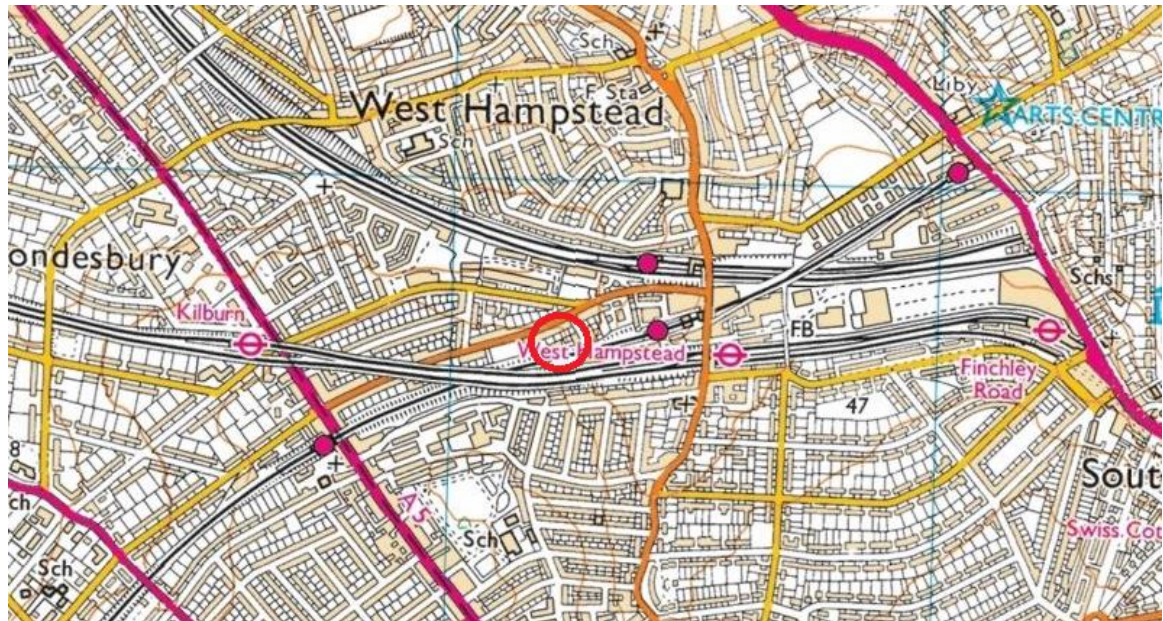 Sch
F Sta
West Hampstead
Sch
Liby
ARTS CENTR
ondesbury
Kilburn
Schs
West Hampstead
FB
Finchley
Road
47
8
ch
A5
Sch
Sout
Swiss Cot
Sch